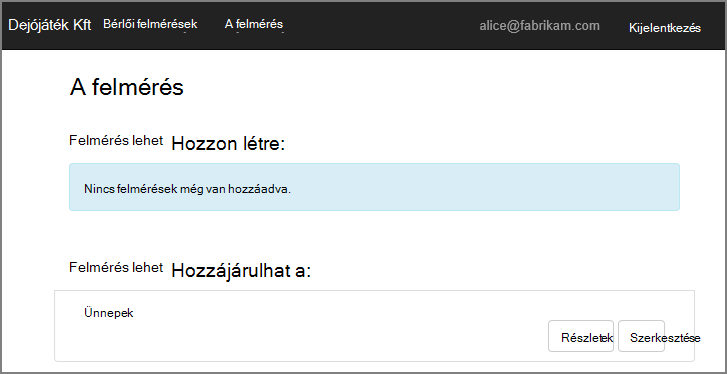 Dejójáték Kft Bérlői felmérések A felmérés alice@fabrikam.com Kijelentkezés
A felmérés
Felmérés lehet Hozzon létre:
Nincs felmérések még van hozzáadva.
Felmérés lehet Hozzájárulhat a:
Ünnepek
Részletek Szerkesztése